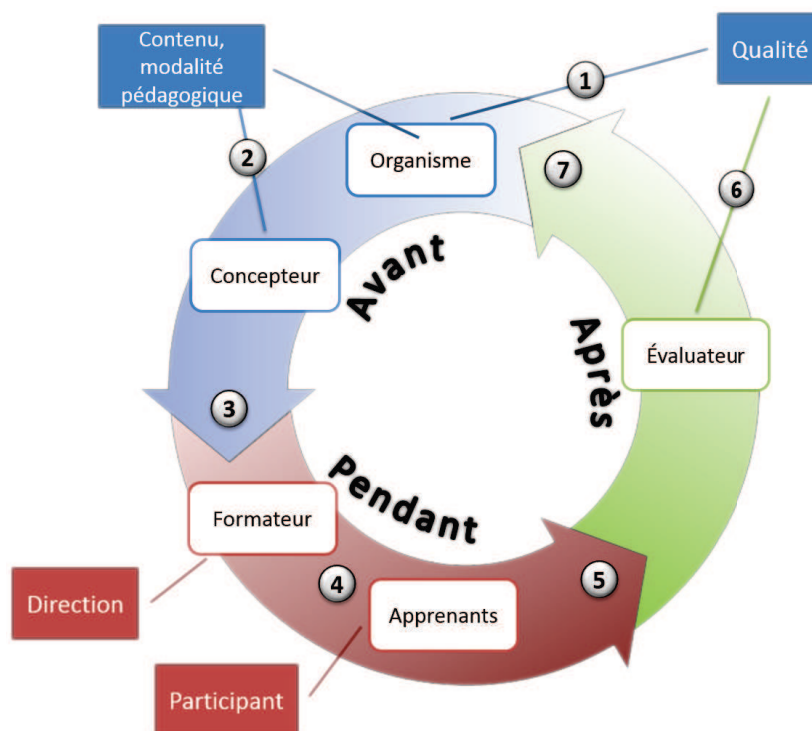 Contenu,
modalité
pédagogique
Qualité
1
2
Organisme
7
6
Concepteur
Avant
Après
Évaluateur
3
Pendant
Formateur
4
5
Direction
Apprenants
Participant